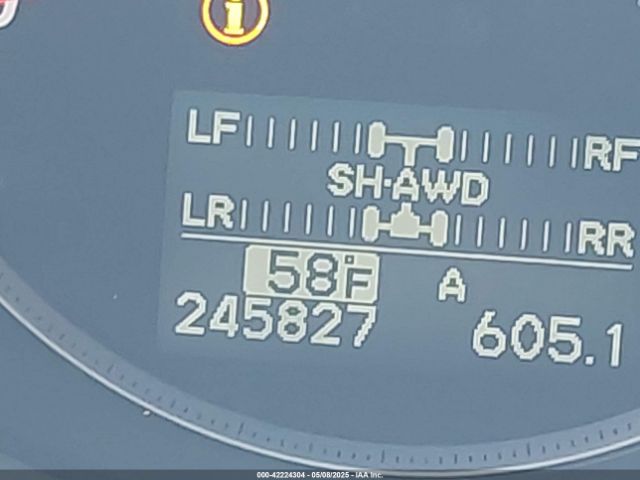 i
LF RF
SH-AWD
LR RR
58°F A
245827 605.1
000-42224304 - 05/08/2025 - IAA Inc.